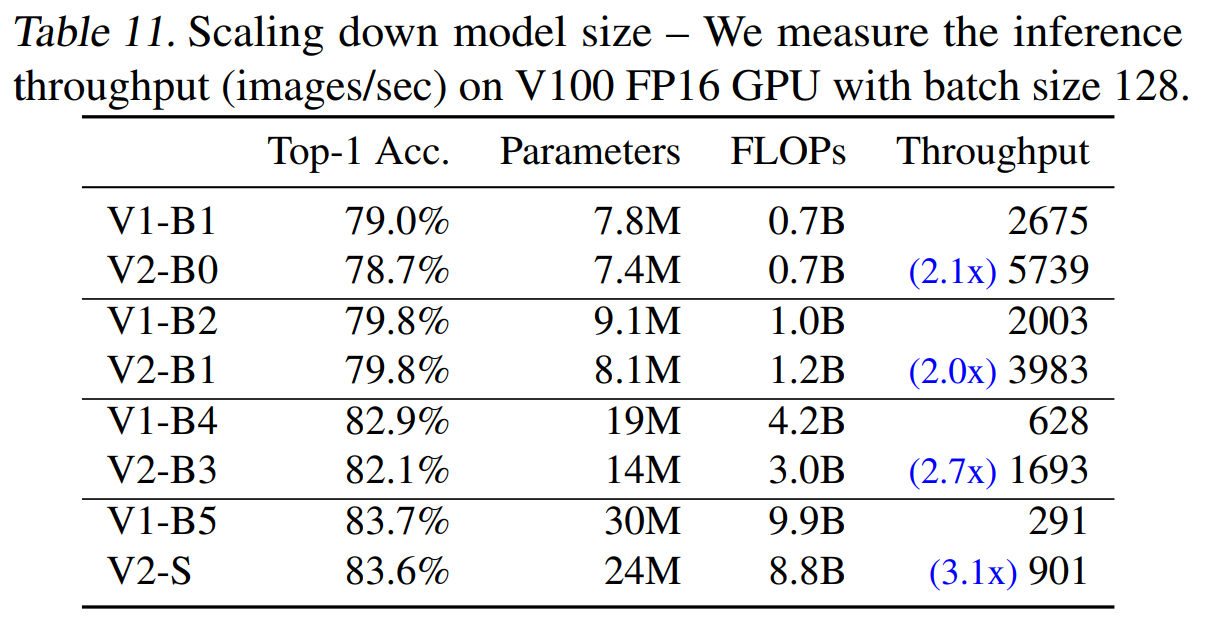 Table 11. Scaling down model size – We measure the inference
throughput (images/sec) on V100 FP16 GPU with batch size 128.
Top-1 Acc. Parameters FLOPs Throughput
V1-B1 79.0% 7.8M 0.7B 2675
V2-B0 78.7% 7.4M 0.7B (2.1x) 5739
V1-B2 79.8% 9.1M 1.0B 2003
V2-B1 79.8% 8.1M 1.2B (2.0x) 3983
V1-B4 82.9% 19M 4.2B 628
V2-B3 82.1% 14M 3.0B (2.7x) 1693
V1-B5 83.7% 30M 9.9B 291
V2-S 83.6% 24M 8.8B (3.1x) 901